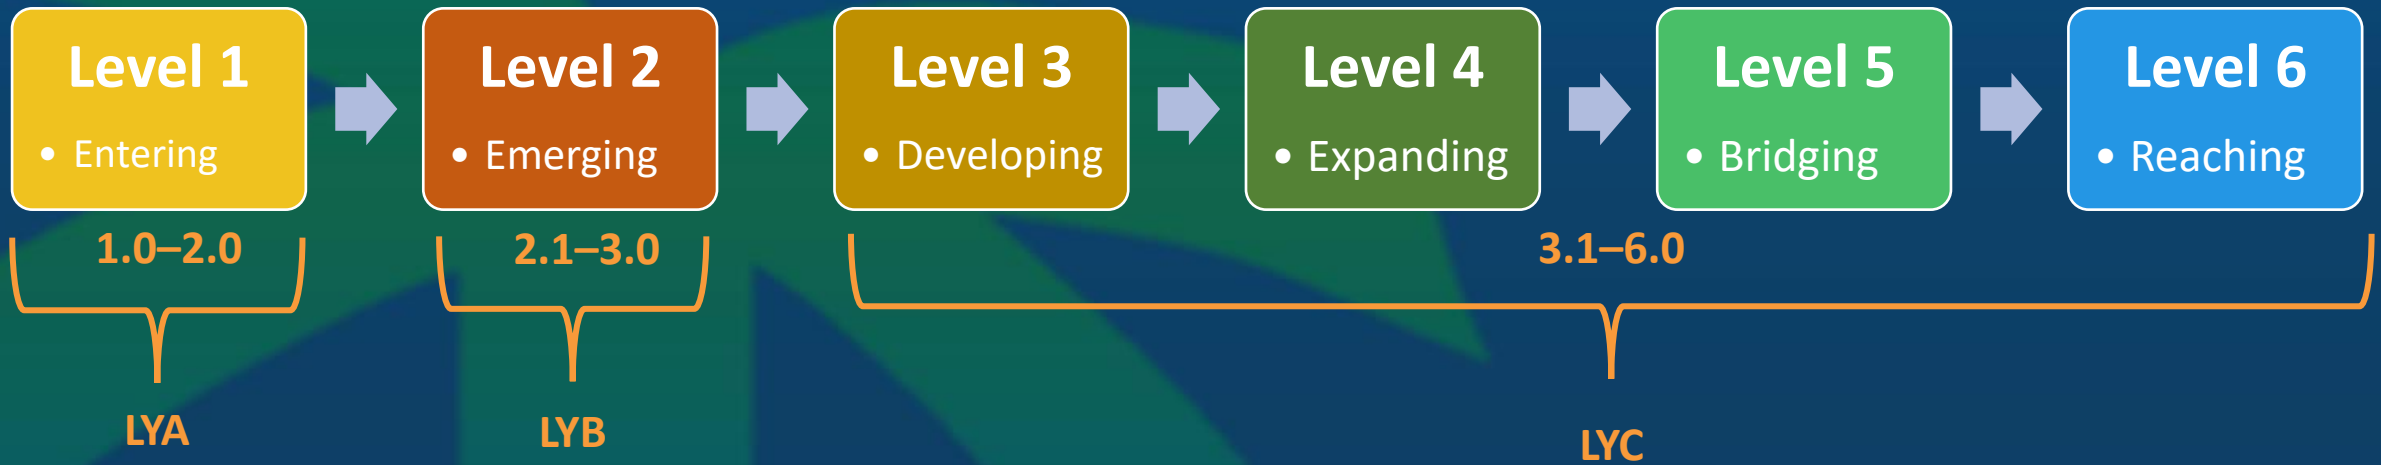 Level 1
• Entering
Level 2
• Emerging
Level 3
• Developing
Level 4
• Expanding
Level 5
• Bridging
Level 6
• Reaching
1.0–2.0
2.1–3.0
3.1–6.0
LYA
LYB
LYC